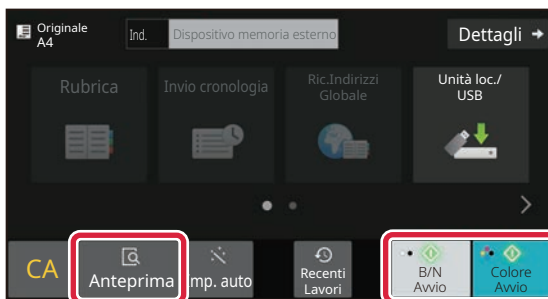 Originale
A4
Ind.
Dispositivo memoria esterno
Dettagli
Rubrica
Invio cronologia
Ric.Indirizzi
Globale
Unità loc./
USB
CA
Anteprima
mp. auto
Recenti
Lavori
B/N
Avvio
Colore
Avvio